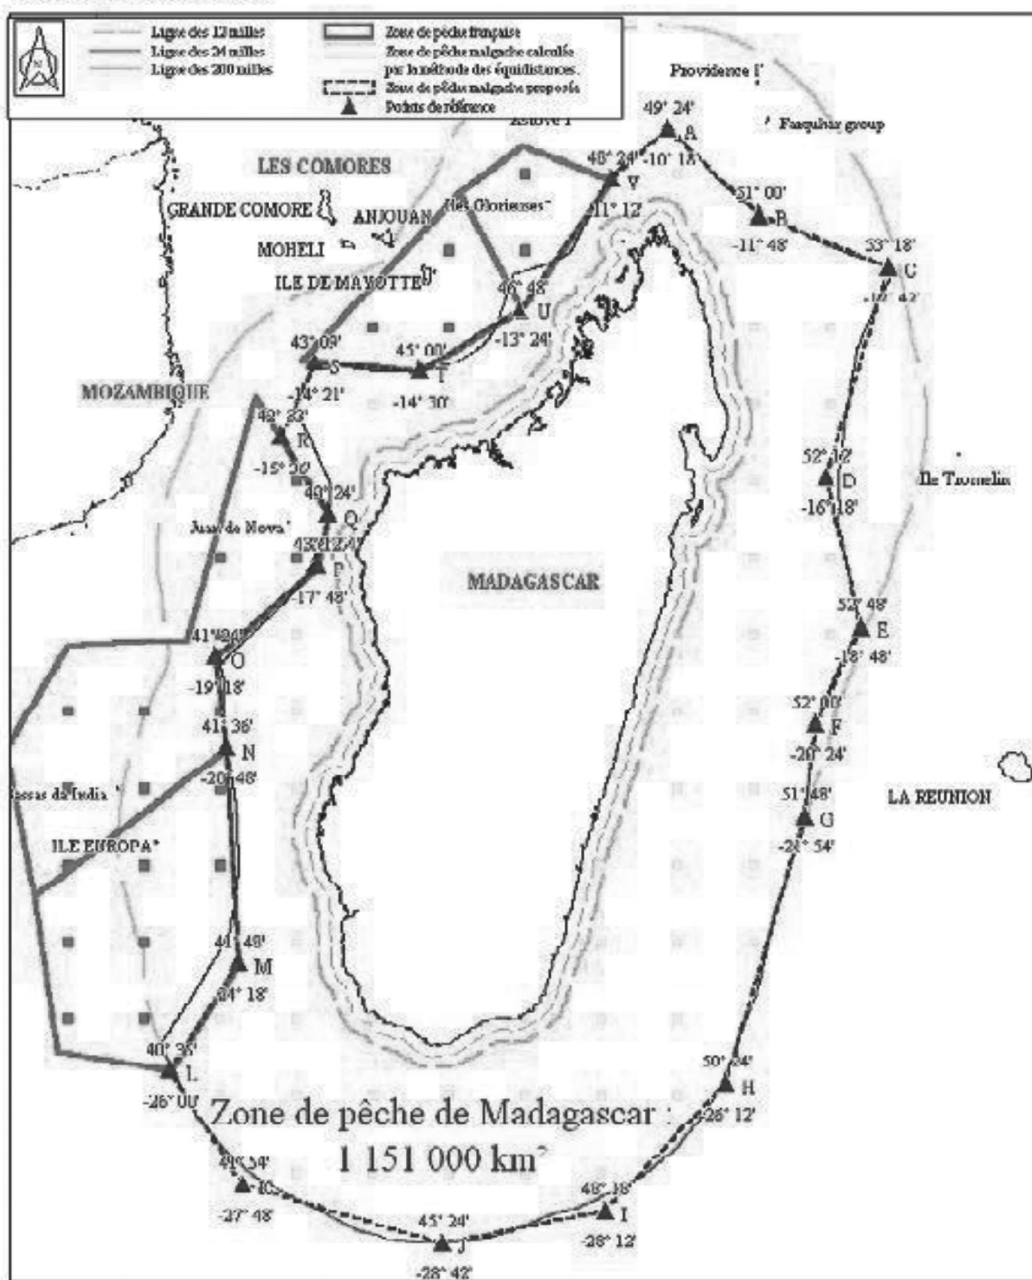 Ligne des 12 milles
Ligne des 24 milles
Ligne des 200 milles
Zone de pêche française
Zone de pêche malgache calculée
par la méthode des équidistances.
Zone de pêche malgache proposée
Points de référence
N
Providence I
Farquhar group
Astove I
49° 24'
A
-10° 18'
LES COMORES
48° 24'
V
-11° 12'
51° 00'
B
-11° 48'
GRANDE COMORE
ANJOUAN
Iles Glorieuses
MOHELI
53° 18'
C
-12° 42'
ILE DE MAYOTTE
46° 48'
U
-13° 24'
43° 09'
S
-14° 21'
45° 00'
T
-14° 30'
MOZAMBIQUE
R
52° 12'
D
-16° 18'
Ile Tromelin
Juan de Nova
Q
P
-17° 48'
MADAGASCAR
52° 48'
E
-18° 48'
41° 24'
O
-19° 18'
52° 00'
F
-20° 24'
41° 36'
N
-20° 48'
51° 48'
G
-21° 54'
LA REUNION
assas da India
ILE EUROPA
M
40° 36'
L
-26° 00'
50° 24'
H
-26° 12'
Zone de pêche de Madagascar :
1 151 000 km²
K
-27° 48'
48° 18'
I
-28° 12'
45° 24'
J
-28° 42'